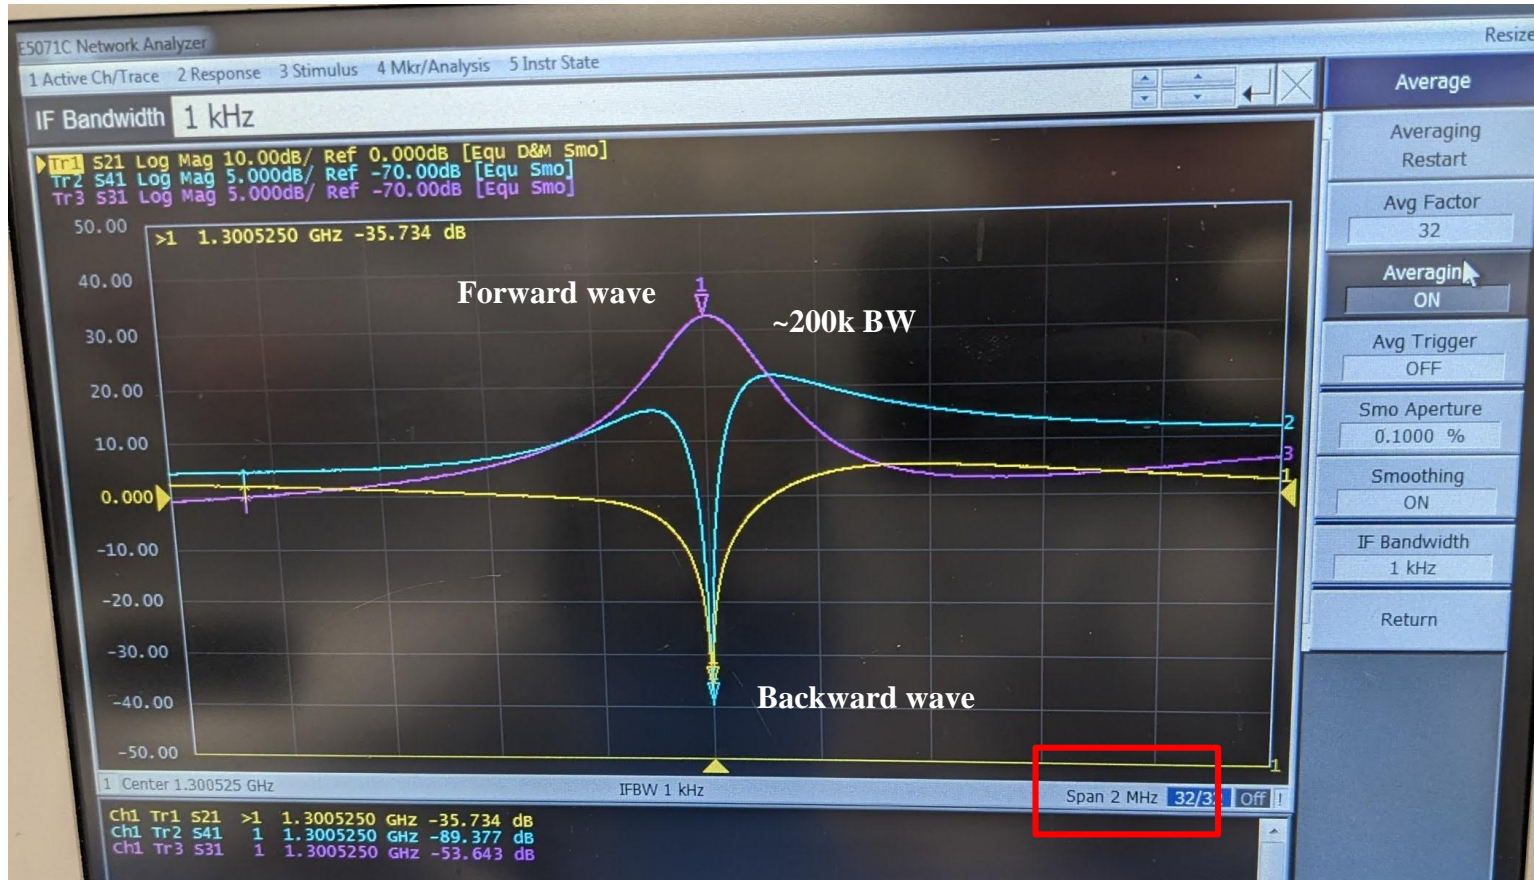 E5071C Network Analyzer
Resize
1 Active Ch/Trace 2 Response 3 Stimulus 4 Mkr/Analysis 5 Instr State
IF Bandwidth 1 kHz
Tr1 S21 Log Mag 10.00dB/ Ref 0.000dB [Equ D&M Smo]
Tr2 S41 Log Mag 5.000dB/ Ref -70.00dB [Equ Smo]
Tr3 S31 Log Mag 5.000dB/ Ref -70.00dB [Equ Smo]
50.00
>1 1.3005250 GHz -35.734 dB
40.00
Forward wave
1
~200k BW
30.00
20.00
10.00
2
3
0.000
1
-10.00
-20.00
-30.00
-40.00
Backward wave
-50.00
1
1 Center 1.300525 GHz
IFBW 1 kHz
Span 2 MHz 32/32 Off !
Ch1 Tr1 S21 >1 1.3005250 GHz -35.734 dB
Ch1 Tr2 S41 1 1.3005250 GHz -89.377 dB
Ch1 Tr3 S31 1 1.3005250 GHz -53.643 dB
Average
Averaging
Restart
Avg Factor
32
Averaging
ON
Avg Trigger
OFF
Smo Aperture
0.1000 %
Smoothing
ON
IF Bandwidth
1 kHz
Return